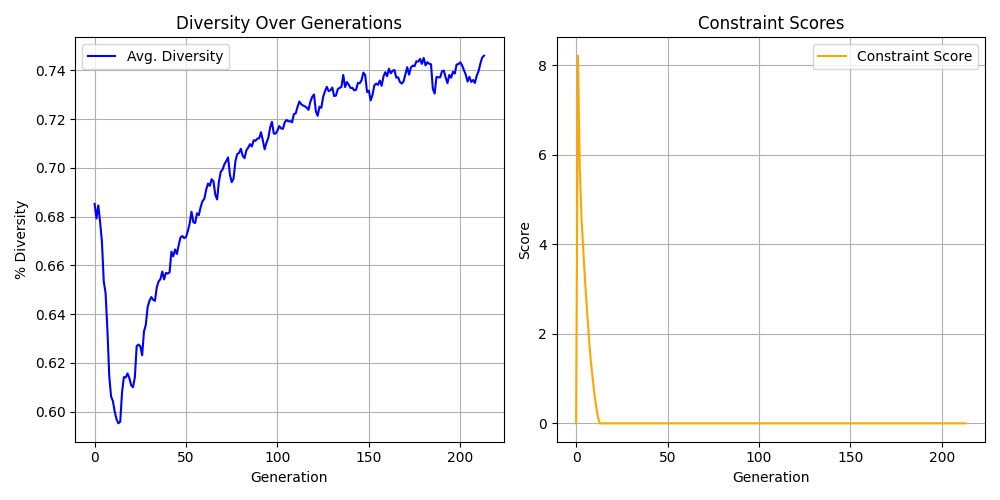 Diversity Over Generations
Avg. Diversity
% Diversity
0.74
0.72
0.70
0.68
0.66
0.64
0.62
0.60
0 50 100 150 200
Generation
Constraint Scores
Constraint Score
Score
8
6
4
2
0
0 50 100 150 200
Generation